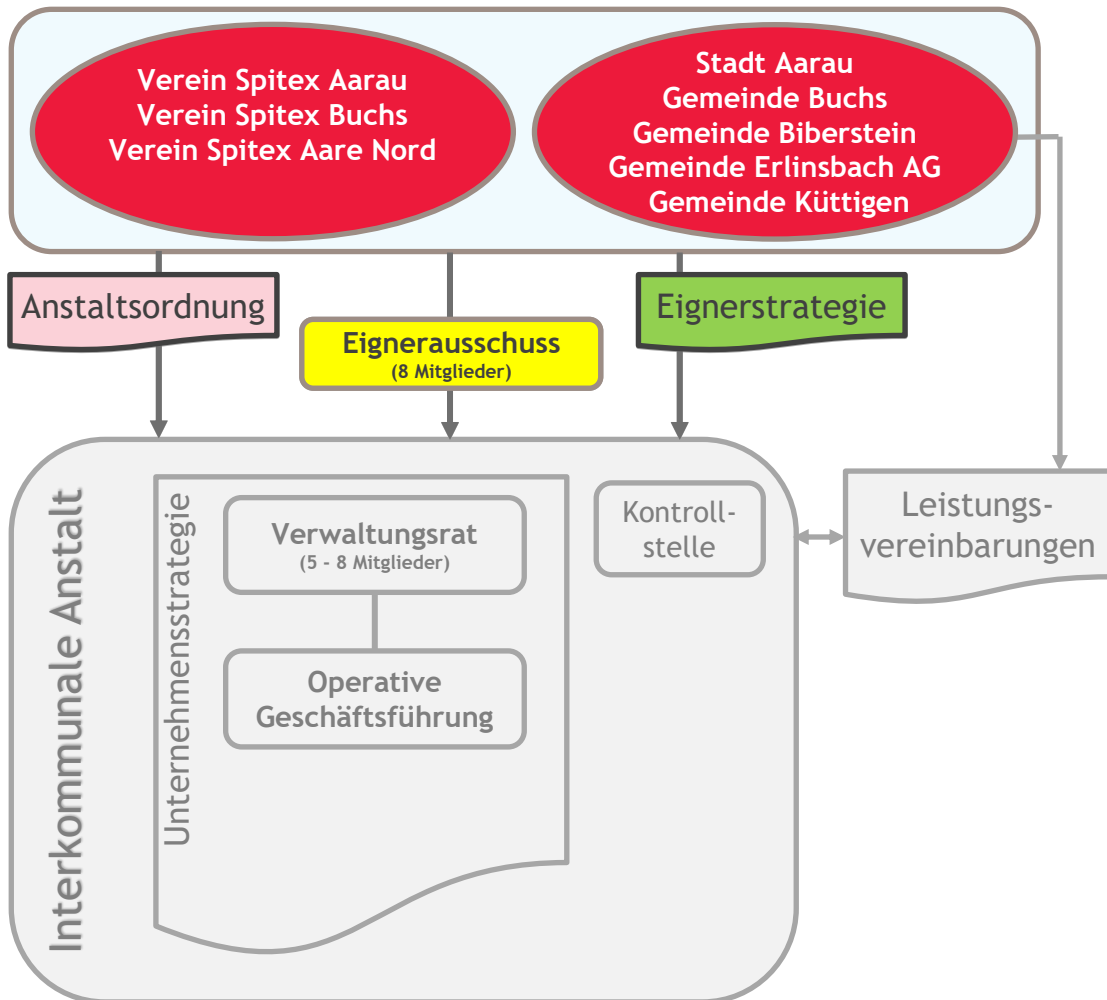 Verein Spitex Aarau
Verein Spitex Buchs
Verein Spitex Aare Nord
Stadt Aarau
Gemeinde Buchs
Gemeinde Biberstein
Gemeinde Erlinsbach AG
Gemeinde Küttigen
Anstaltsordnung
Eignerausschuss
(8 Mitglieder)
Eignerstrategie
Interkommunale Anstalt
Unternehmensstrategie
Verwaltungsrat
(5 - 8 Mitglieder)
Operative
Geschäftsführung
Kontroll-
stelle
Leistungs-
vereinbarungen